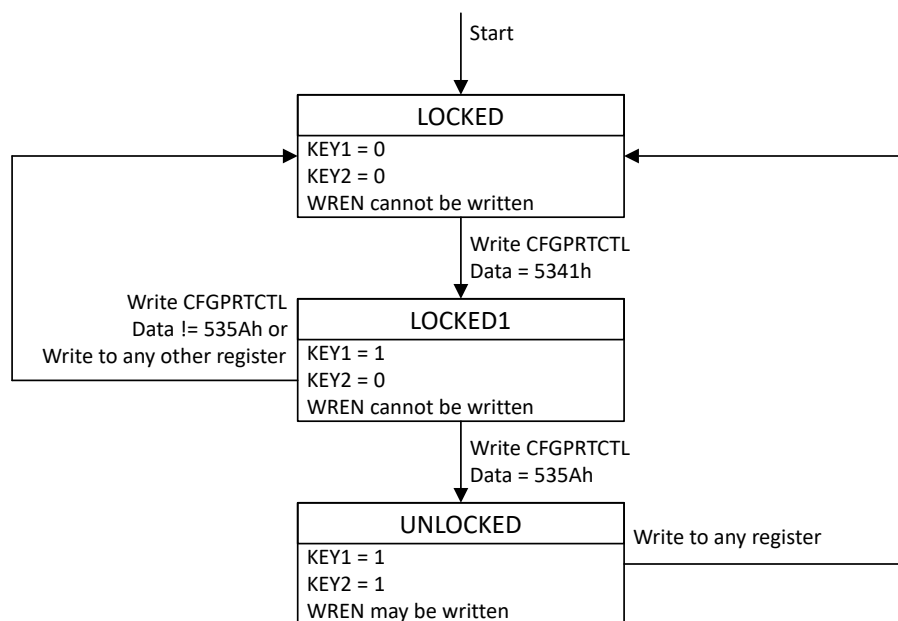 Start
LOCKED
KEY1 = 0
KEY2 = 0
WREN cannot be written
Write CFGPRTCTL
Data = 5341h
Write CFGPRTCTL
Data != 535Ah or
Write to any other register
LOCKED1
KEY1 = 1
KEY2 = 0
WREN cannot be written
Write CFGPRTCTL
Data = 535Ah
UNLOCKED
KEY1 = 1
KEY2 = 1
WREN may be written
Write to any register